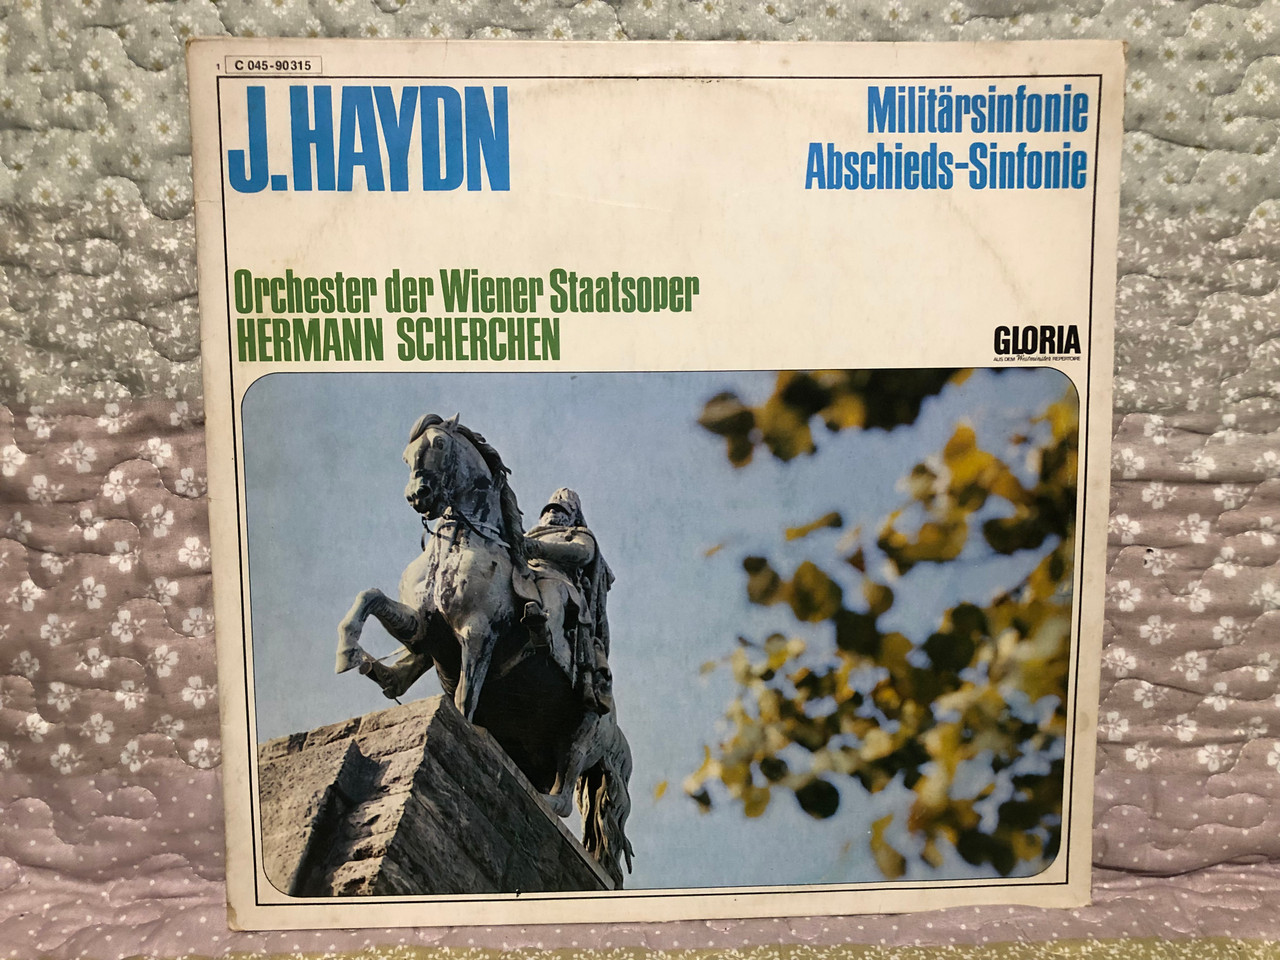 1 C 045-90315
J.HAYDN
Militärsinfonie
Abschieds-Sinfonie
Orchester der Wiener Staatsoper
HERMANN SCHERCHEN
GLORIA
AUS DEM Westminster REPERTOIRE